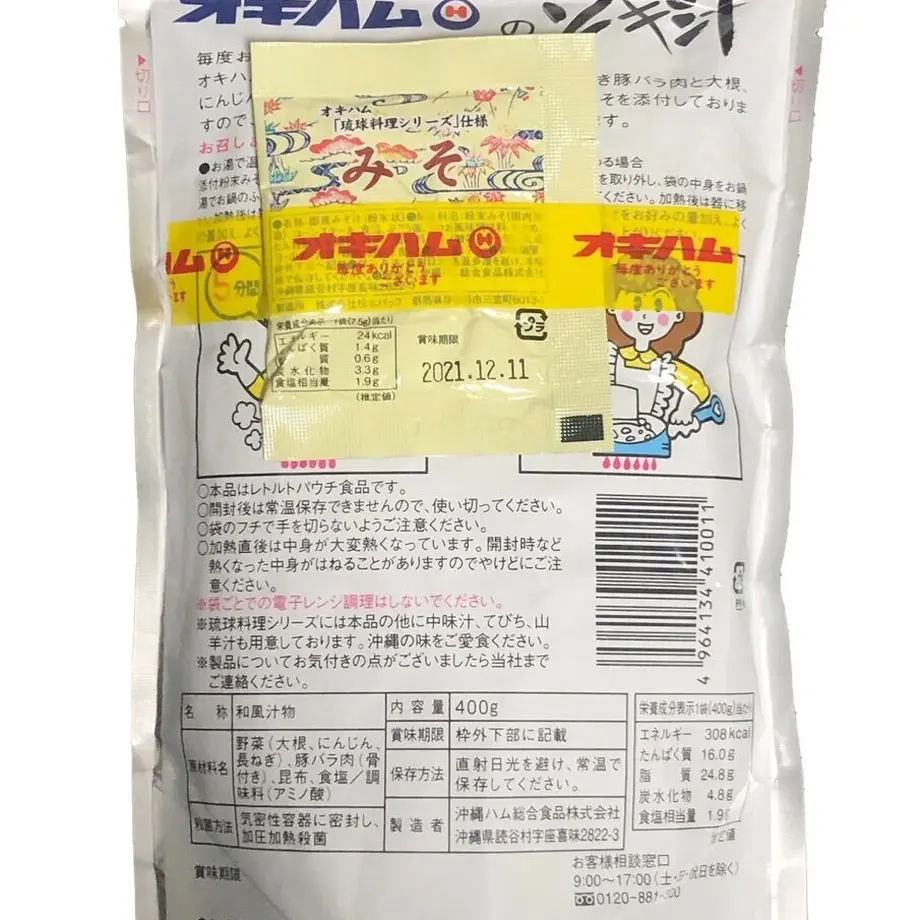 オキハム
の
ソーキ汁
切り口
切り口
毎度お
オキハ
にんじん
すので、
き豚バラ肉と大根、
そを添付しておりま
す。
お召し
●お湯で温
添付粉末みそ
湯でお鍋のふ
る場合
を取り外し、袋の中身をお鍋
ください。加熱後は器に移
オキハム
「琉球料理シリーズ」仕様
みそ
オキハム
毎度ありがとう
ございます
オキハム
毎度ありがとう
ございます
5分間
栄養成分表示 1袋(7.5g)当たり
エネルギー 24kcal
たんぱく質 1.4g
脂質 0.6g
炭水化物 3.3g
食塩相当量 1.9g
(推定値)
プラ
賞味期限
2021.12.11
○本品はレトルトパウチ食品です。
○開封後は常温保存できませんので、使い切ってください。
○袋のフチで手を切らないようご注意ください。
○加熱直後は中身が大変熱くなっています。開封時など
熱くなった中身がはねることがありますのでやけどにご注
意ください。
※袋ごとでの電子レンジ調理はしないでください。
※琉球料理シリーズには本品の他に中味汁、てびち、山
羊汁も用意しております。沖縄の味をご愛食ください。
※製品についてお気付きの点がございましたら当社まで
ご連絡ください。
4 964134 410011
名称 和風汁物
原材料名 野菜(大根、にんじん、
長ねぎ)、豚バラ肉(骨
付き)、昆布、食塩／調
味料(アミノ酸)
殺菌方法 気密性容器に密封し、
加圧加熱殺菌
内容量 400g
賞味期限 枠外下部に記載
保存方法 直射日光を避け、常温で
保存してください。
製造者 沖縄ハム総合食品株式会社
沖縄県読谷村字座喜味2822-3
栄養成分表示1袋(400g)当たり
エネルギー 308kcal
たんぱく質 16.0g
脂質 24.8g
炭水化物 4.8g
食塩相当量 1.9g
賞味期限
お客様相談窓口
9:00～17:00(土・日・祝日を除く)